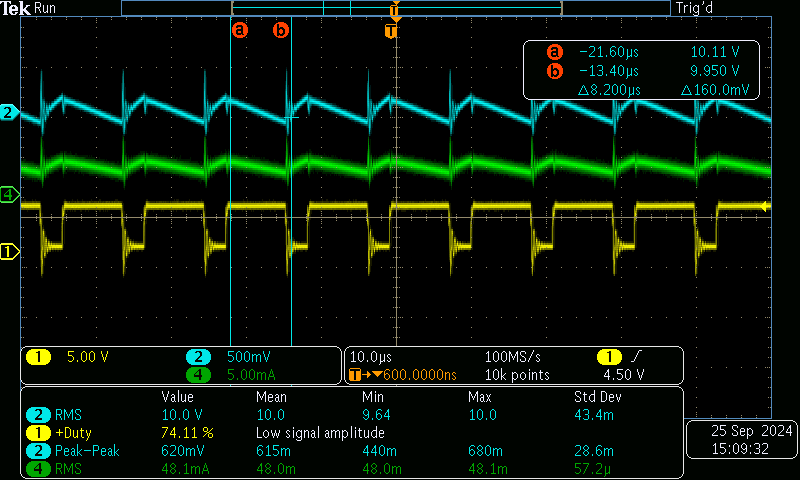 Tek Run Trig'd
T
a b T
a −21.60µs 10.11 V
b −13.40µs 9.950 V
△8.200µs △160.0mV
2
4
1
1 5.00 V 2 500mV
4 5.00mA
10.0µs 100MS/s 1
T→▼600.0000ns 10k points 4.50 V
Value Mean Min Max Std Dev
2 RMS 10.0 V 10.0 9.64 10.0 43.4m
1 +Duty 74.11 % Low signal amplitude
2 Peak−Peak 620mV 615m 440m 680m 28.6m
4 RMS 48.1mA 48.0m 48.0m 48.1m 57.2µ
25 Sep 2024
15:09:32